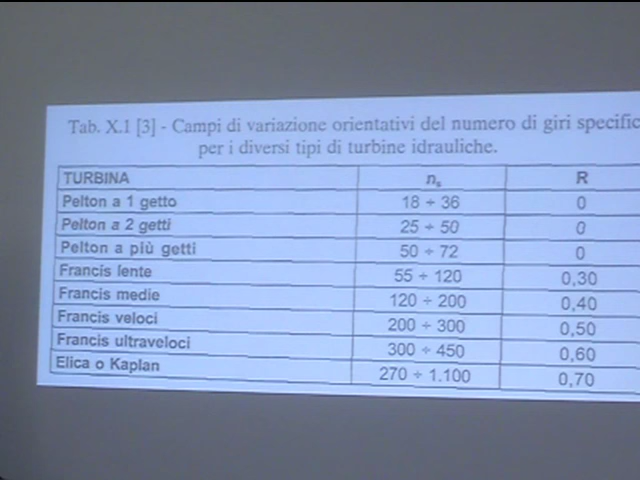 Tab. X.1 [3] - Campi di variazione orientativi del numero di giri
per i diversi tipi di turbine idrauliche.
TURBINA ns R
Pelton a 1 getto 18 ÷ 36 0
Pelton a 2 getti 25 ÷ 50 0
Pelton a più getti 50 ÷ 72 0
Francis lente 55 ÷ 120 0,30
Francis medie 120 ÷ 200 0,40
Francis veloci 200 ÷ 300 0,50
Francis ultraveloci 300 ÷ 450 0,60
Elica o Kaplan 270 ÷ 1.100 0,70